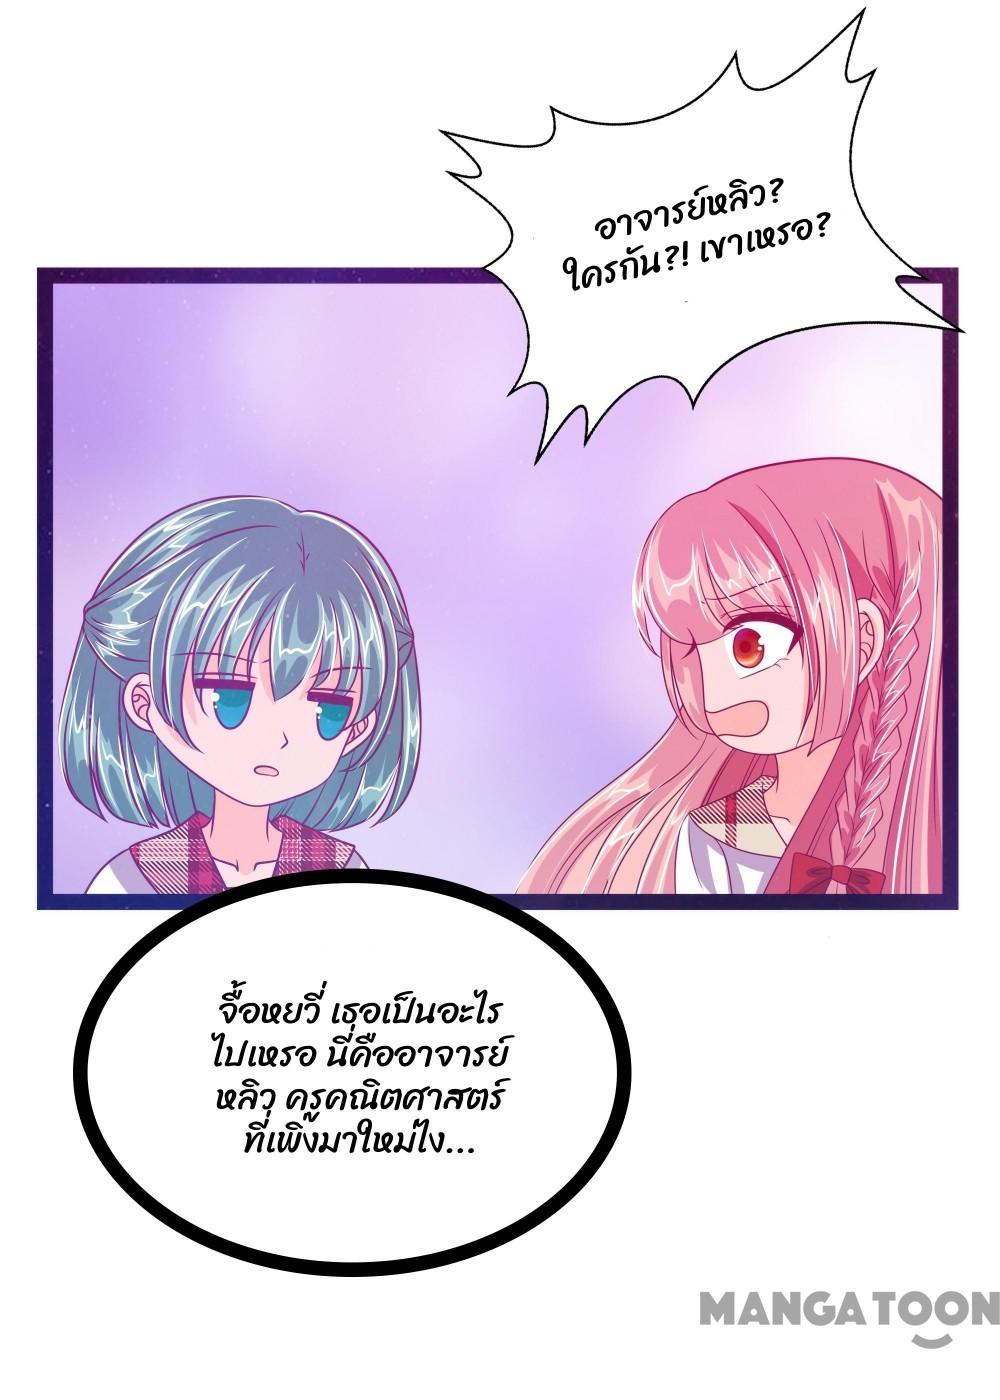 อาจารย์หลิว?
ใครกัน?! เขาเหรอ?
จื้อหยวี่ เธอเป็นอะไร
ไปเหรอ นี่คืออาจารย์
หลิว ครูคณิตศาสตร์
ที่เพิ่งมาใหม่ไง...
MANGATOON